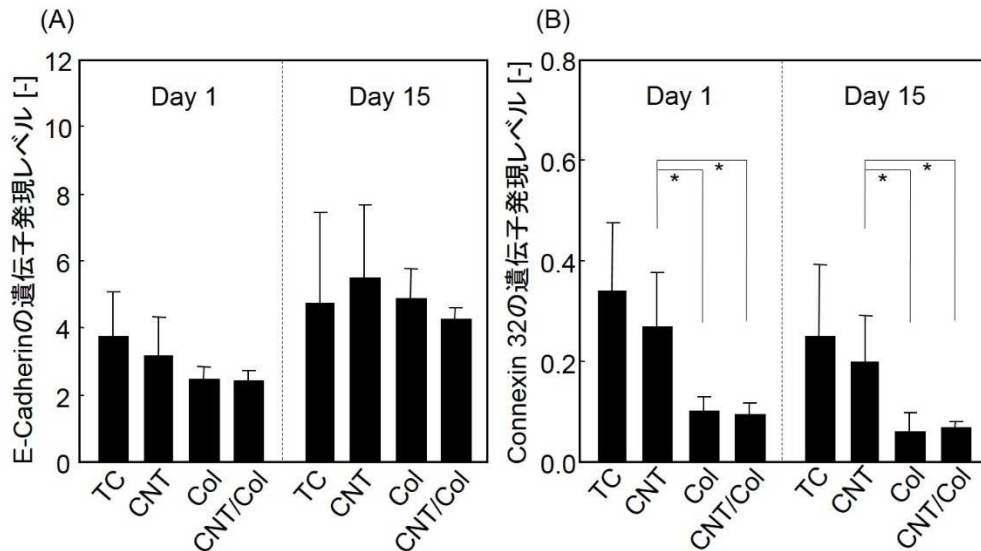 (A)
E-Cadherinの遺伝子発現レベル [-]
12
10
8
6
4
2
0
Day 1
Day 15
TC
CNT
Col
CNT/Col
TC
CNT
Col
CNT/Col
(B)
Connexin 32の遺伝子発現レベル [-]
0.8
0.6
0.4
0.2
0.0
Day 1
Day 15
*
*
*
*
TC
CNT
Col
CNT/Col
TC
CNT
Col
CNT/Col